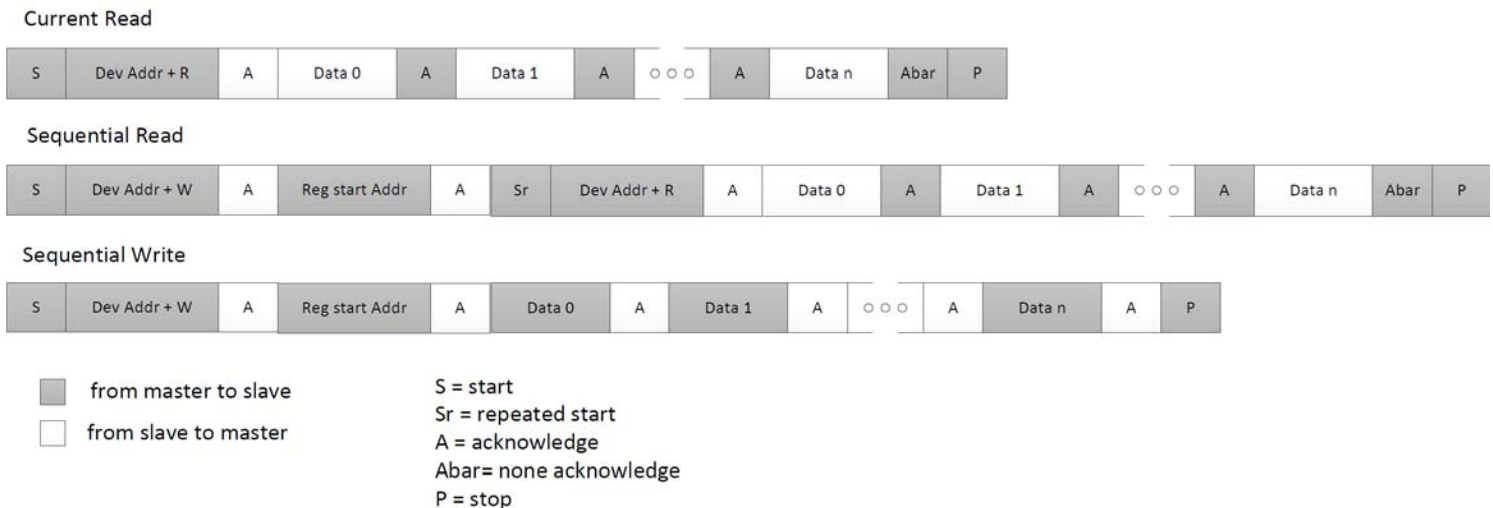 Current Read
S Dev Addr + R A Data 0 A Data 1 A A Data n Abar P
Sequential Read
S Dev Addr + W A Reg start Addr A Sr Dev Addr + R A Data 0 A Data 1 A A Data n Abar P
Sequential Write
S Dev Addr + W A Reg start Addr A Data 0 A Data 1 A A Data n A P
from master to slave
from slave to master
S = start
Sr = repeated start
A = acknowledge
Abar= none acknowledge
P = stop